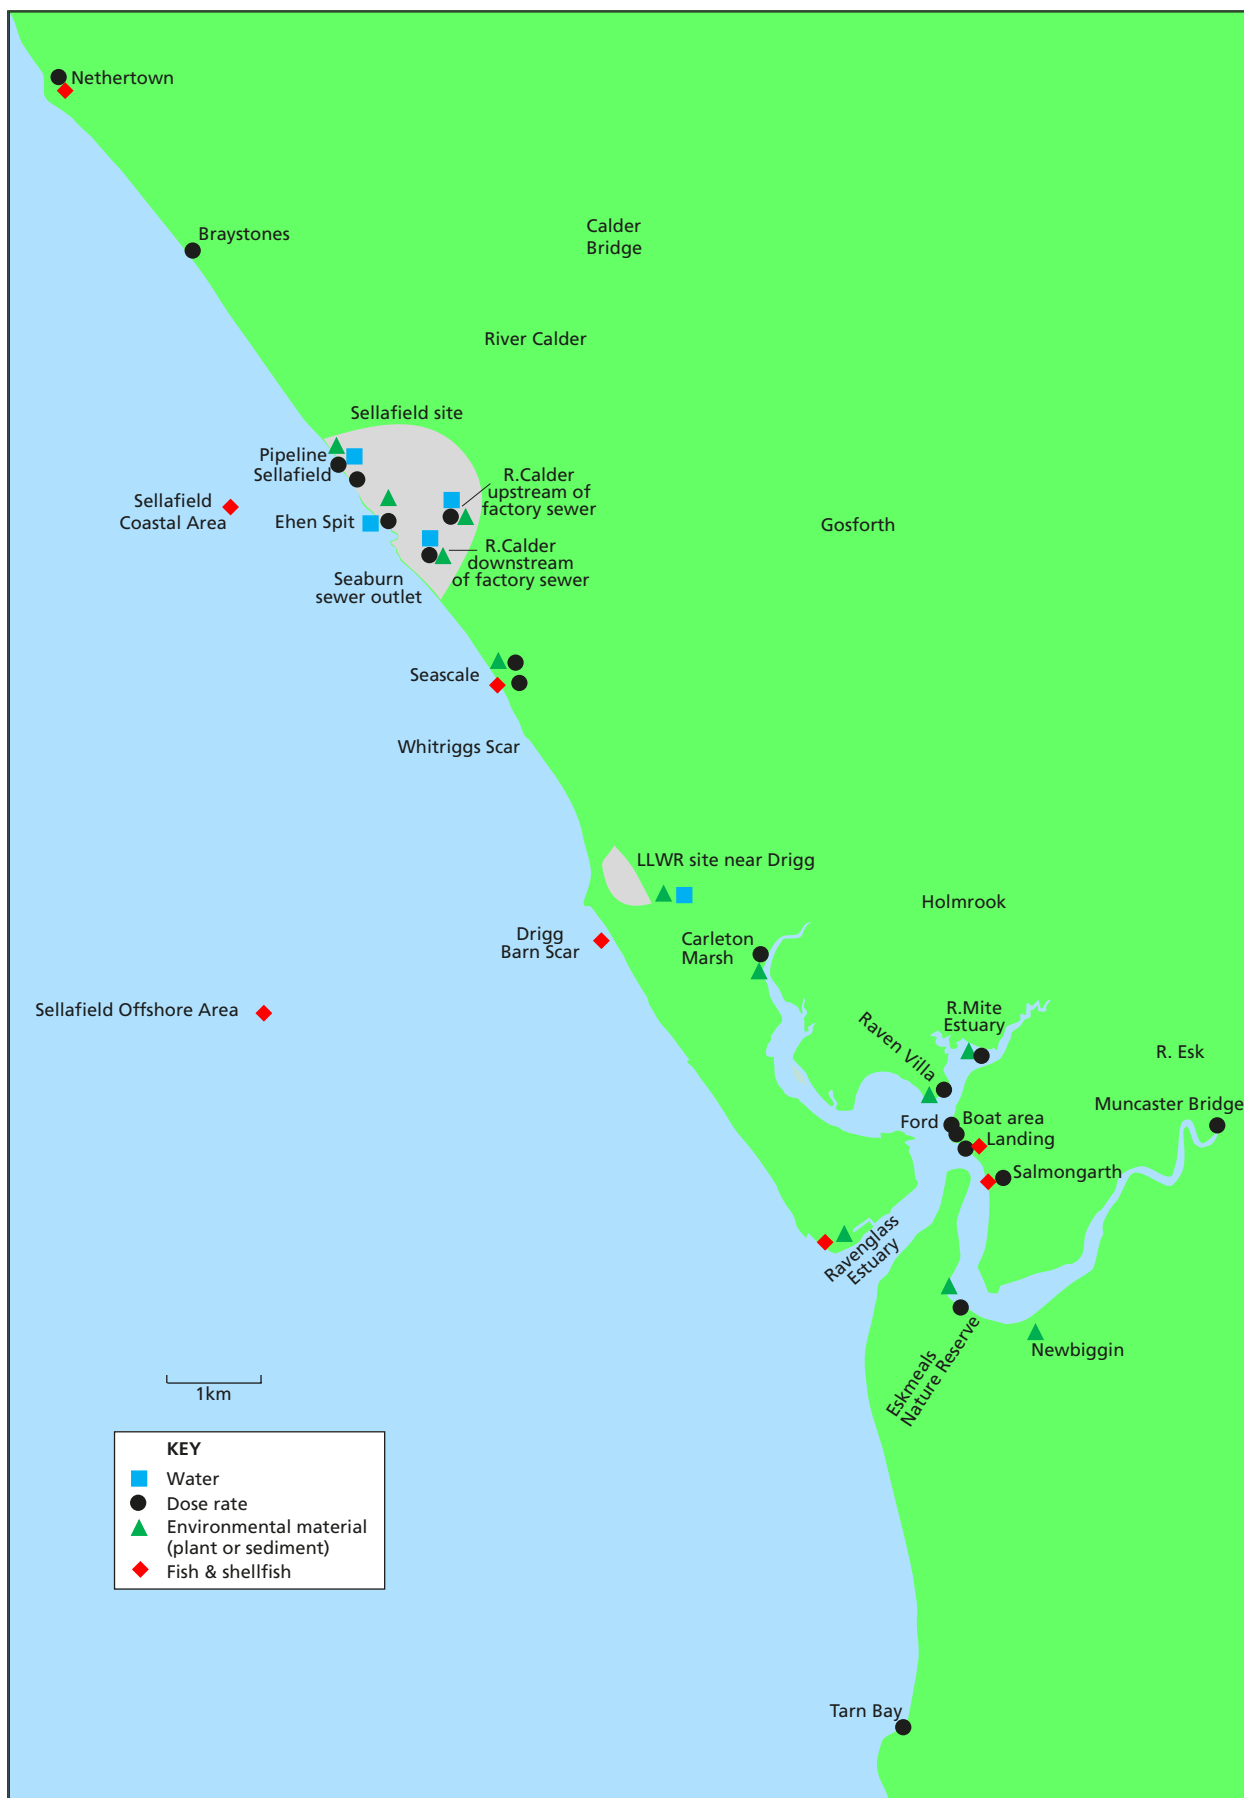 Nethertown
Braystones
Calder
Bridge
River Calder
Sellafield site
Pipeline
Sellafield
R.Calder
upstream of
factory sewer
Sellafield
Coastal Area
Ehen Spit
Gosforth
R.Calder
downstream
of factory sewer
Seaburn
sewer outlet
Seascale
Whitriggs Scar
LLWR site near Drigg
Holmrook
Drigg
Barn Scar
Carleton
Marsh
Sellafield Offshore Area
R.Mite
Estuary
Raven Villa
R. Esk
Muncaster Bridge
Ford
Boat area
Landing
Salmongarth
Ravenglass
Estuary
Eskmeals
Nature Reserve
Newbiggin
1km
KEY
Water
Dose rate
Environmental material
(plant or sediment)
Fish & shellfish
Tarn Bay